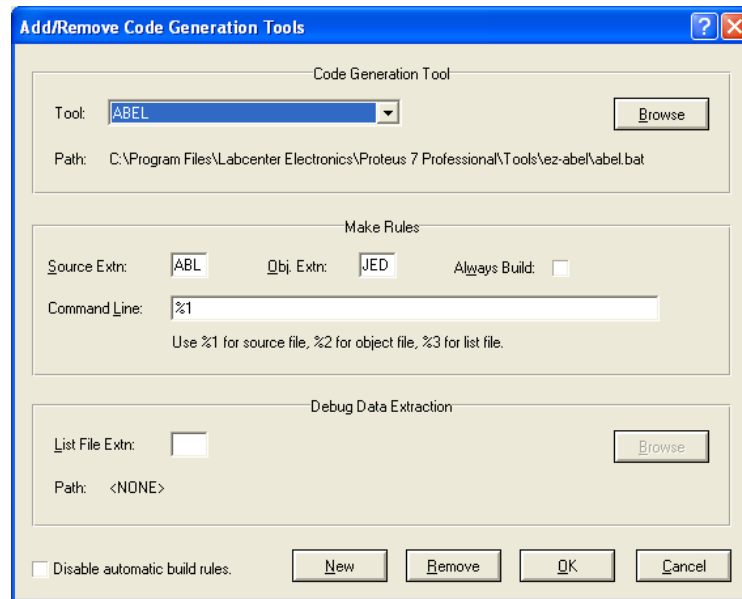 Add/Remove Code Generation Tools
Code Generation Tool
Tool: ABEL Browse
Path: C:\Program Files\Labcenter Electronics\Proteus 7 Professional\Tools\ez-abel\abel.bat
Make Rules
Source Extn: ABL Obj. Extn: JED Always Build:
Command Line: %1
Use %1 for source file, %2 for object file, %3 for list file.
Debug Data Extraction
List File Extn: Browse
Path: <NONE>
Disable automatic build rules. New Remove OK Cancel